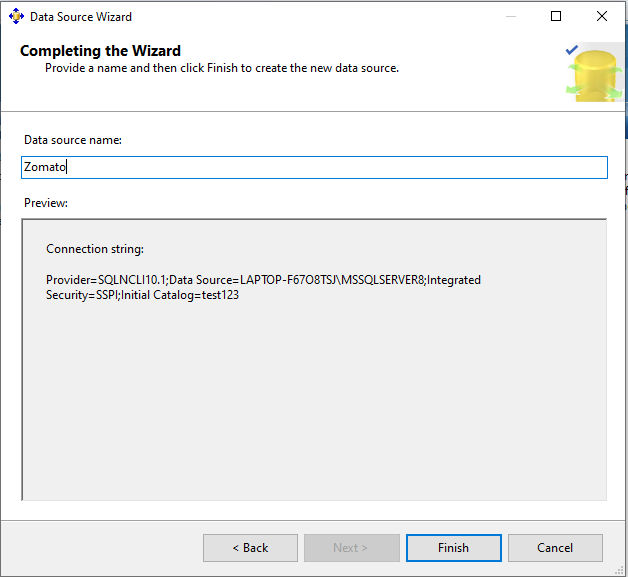 Data Source Wizard
Completing the Wizard
Provide a name and then click Finish to create the new data source.
Data source name:
Zomato
Preview:
Connection string:
Provider=SQLNCLI10.1;Data Source=LAPTOP-F67O8TSJ\MSSQLSERVER8;Integrated
Security=SSPI;Initial Catalog=test123
< Back
Next >
Finish
Cancel